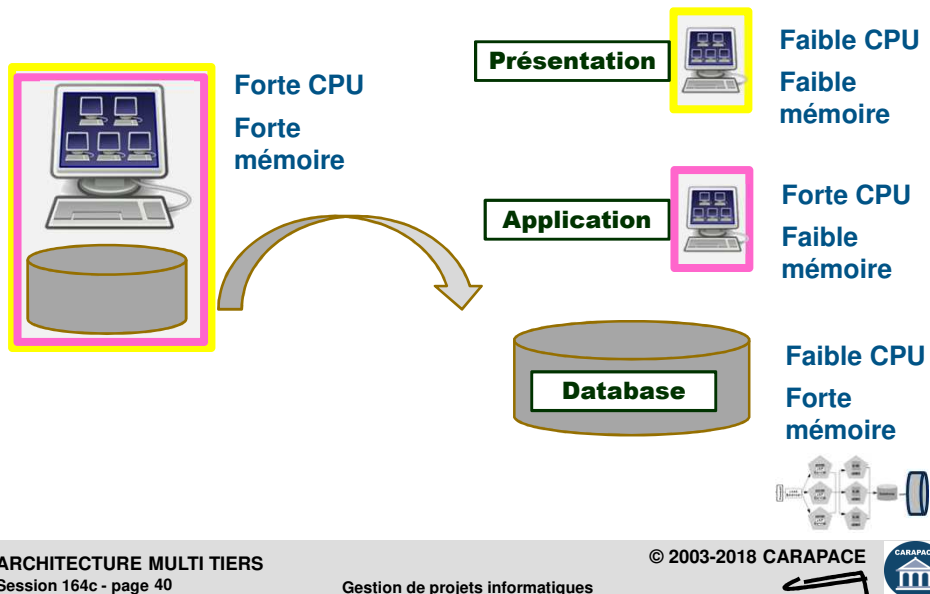 Forte CPU
Forte
mémoire
Présentation
Faible CPU
Faible
mémoire
Application
Forte CPU
Faible
mémoire
Database
Faible CPU
Forte
mémoire
ARCHITECTURE MULTI TIERS
Session 164c - page 40
Gestion de projets informatiques
© 2003-2018 CARAPACE